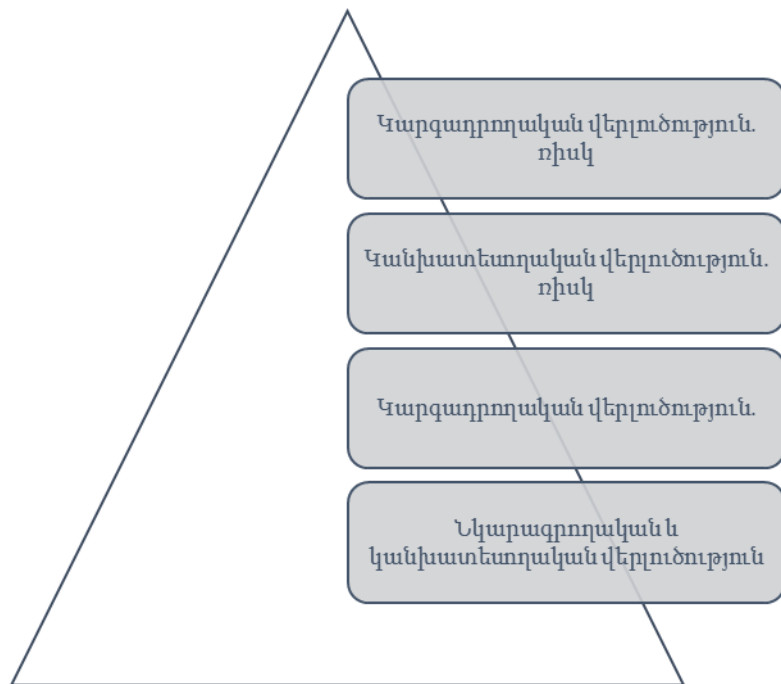 Կարգադրողական վերլուծություն.
ռիսկ
Կանխատեսողական վերլուծություն.
ռիսկ
Կարգադրողական վերլուծություն.
Նկարագրողական և
կանխատեսողական վերլուծություն